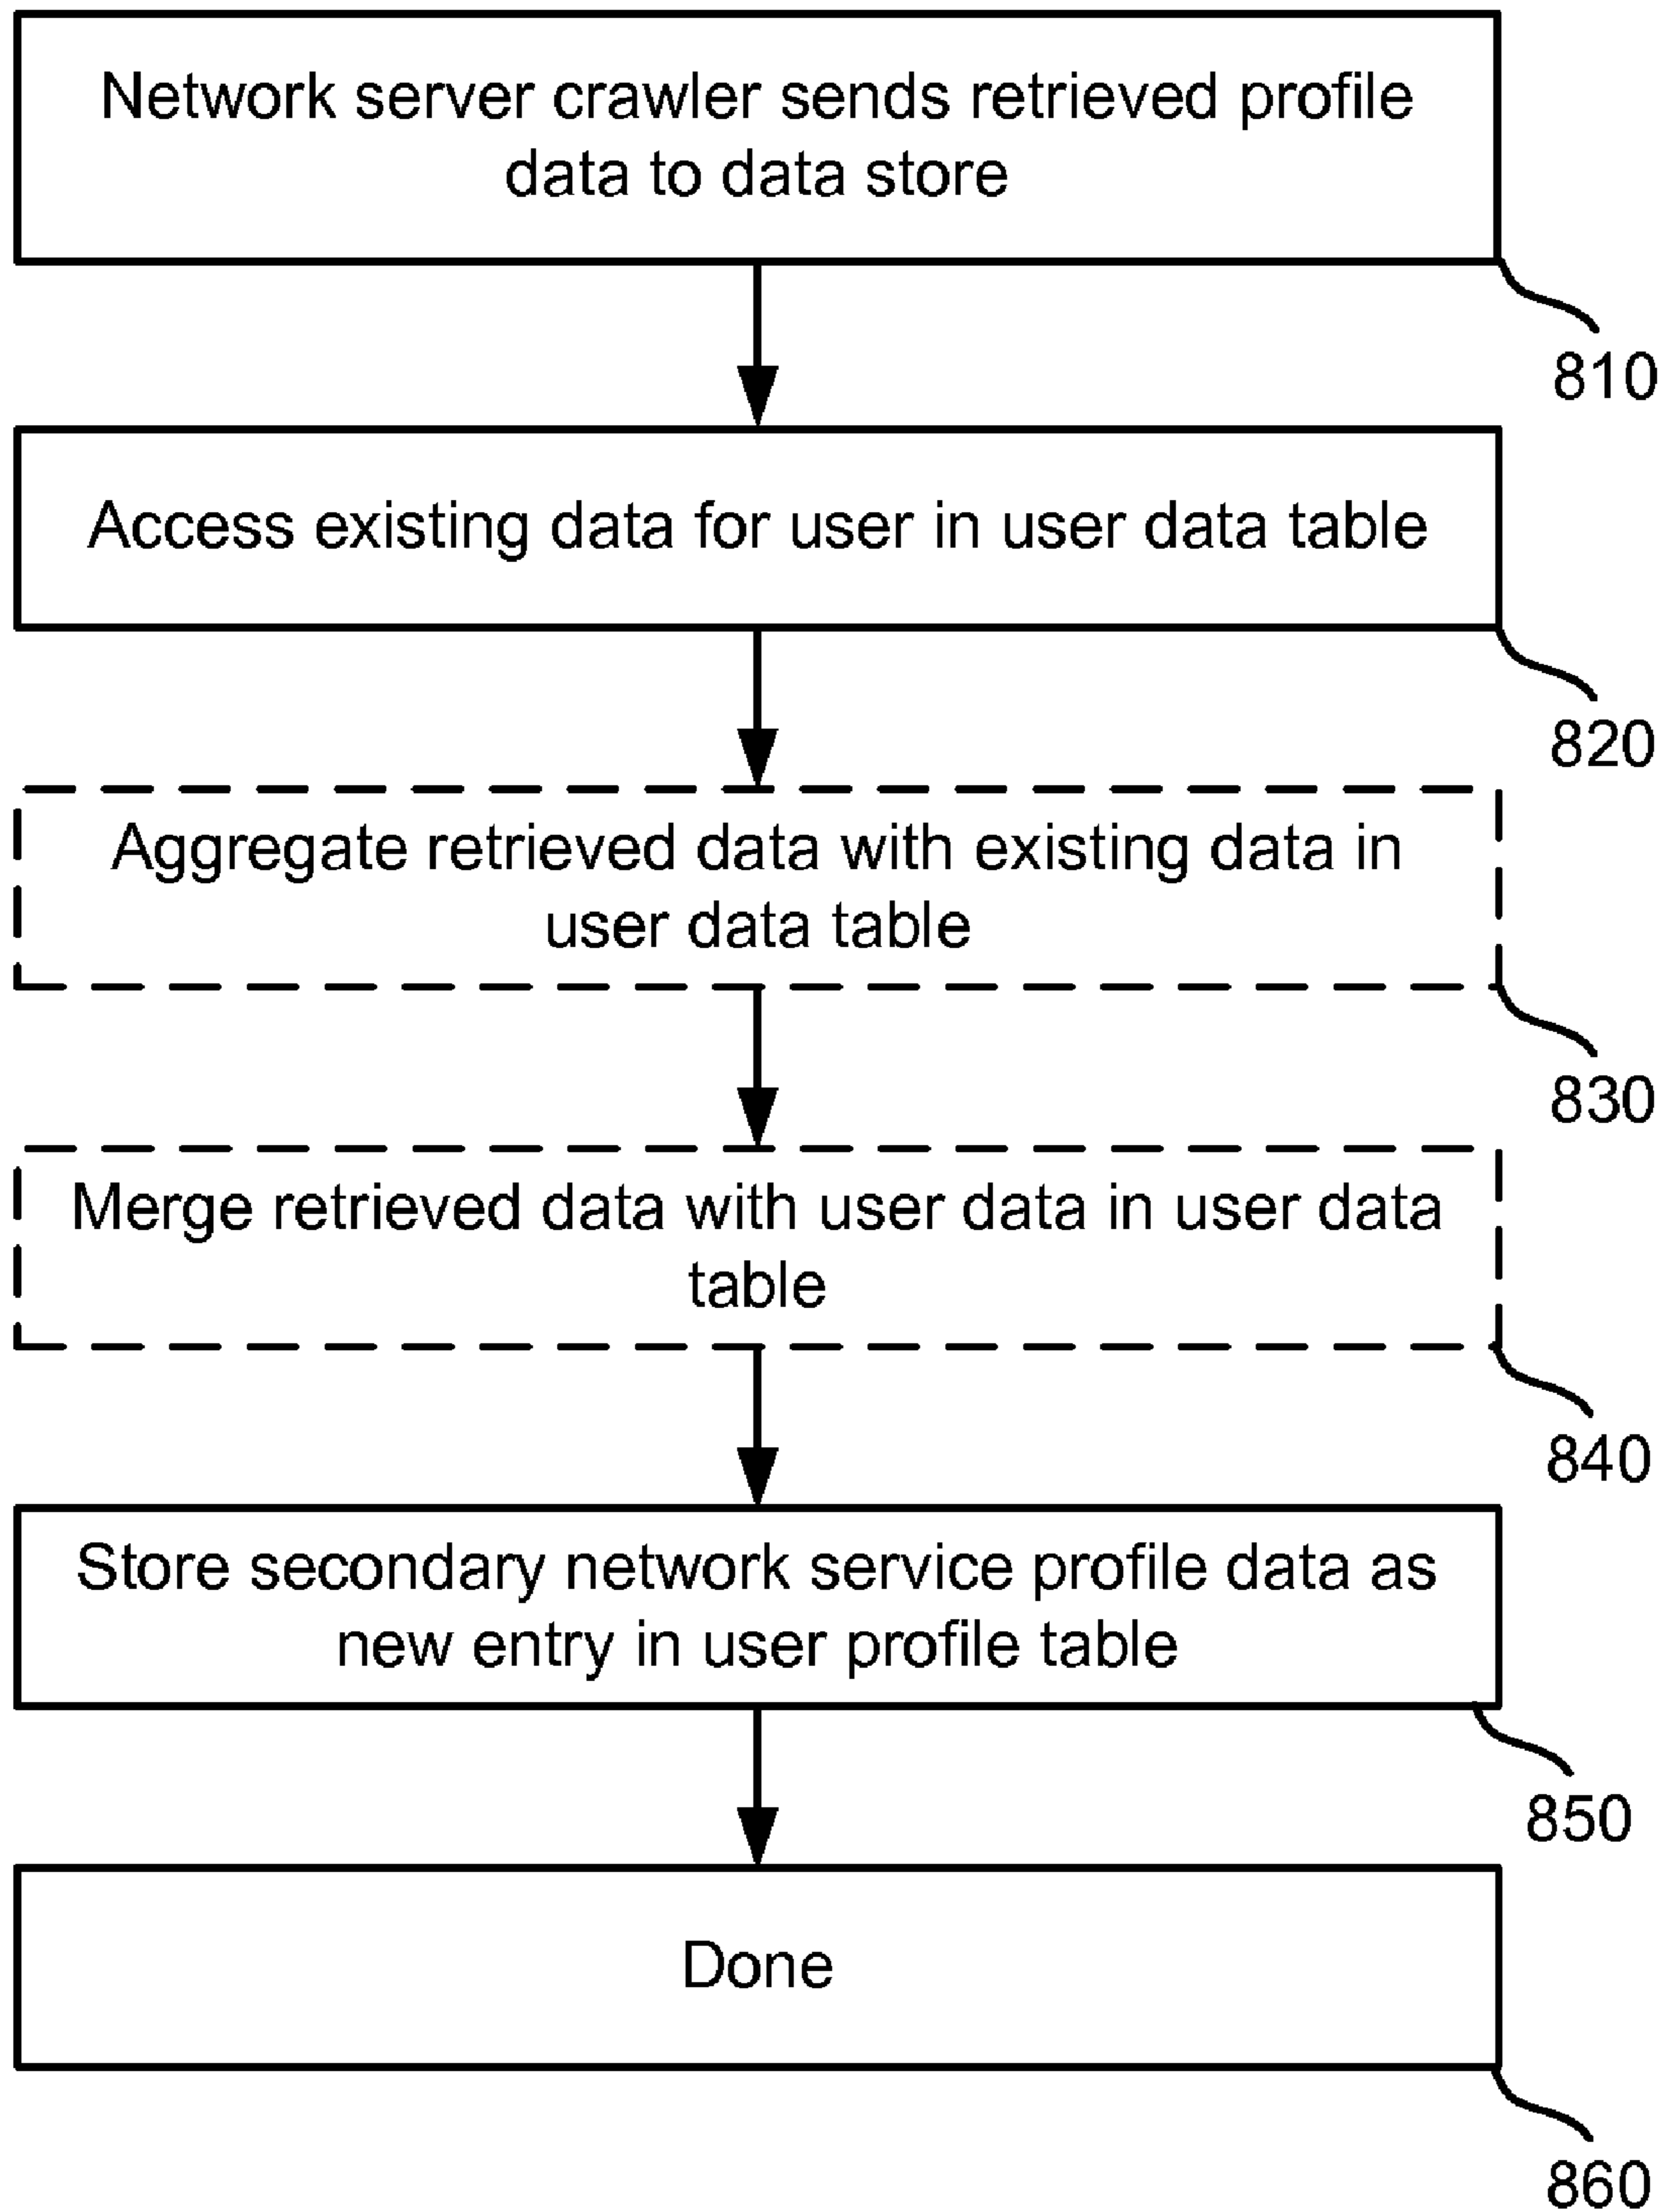 Network server crawler sends retrieved profile
data to data store
810
Access existing data for user in user data table
820
Aggregate retrieved data with existing data in
user data table
830
Merge retrieved data with user data in user data
table
840
Store secondary network service profile data as
new entry in user profile table
850
Done
860